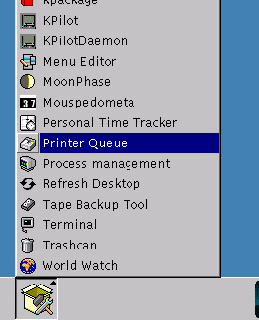 Kpackage
KPilot
KPilotDaemon
Menu Editor
MoonPhase
Mouspedometa
Personal Time Tracker
Printer Queue
Process management
Refresh Desktop
Tape Backup Tool
Terminal
Trashcan
World Watch